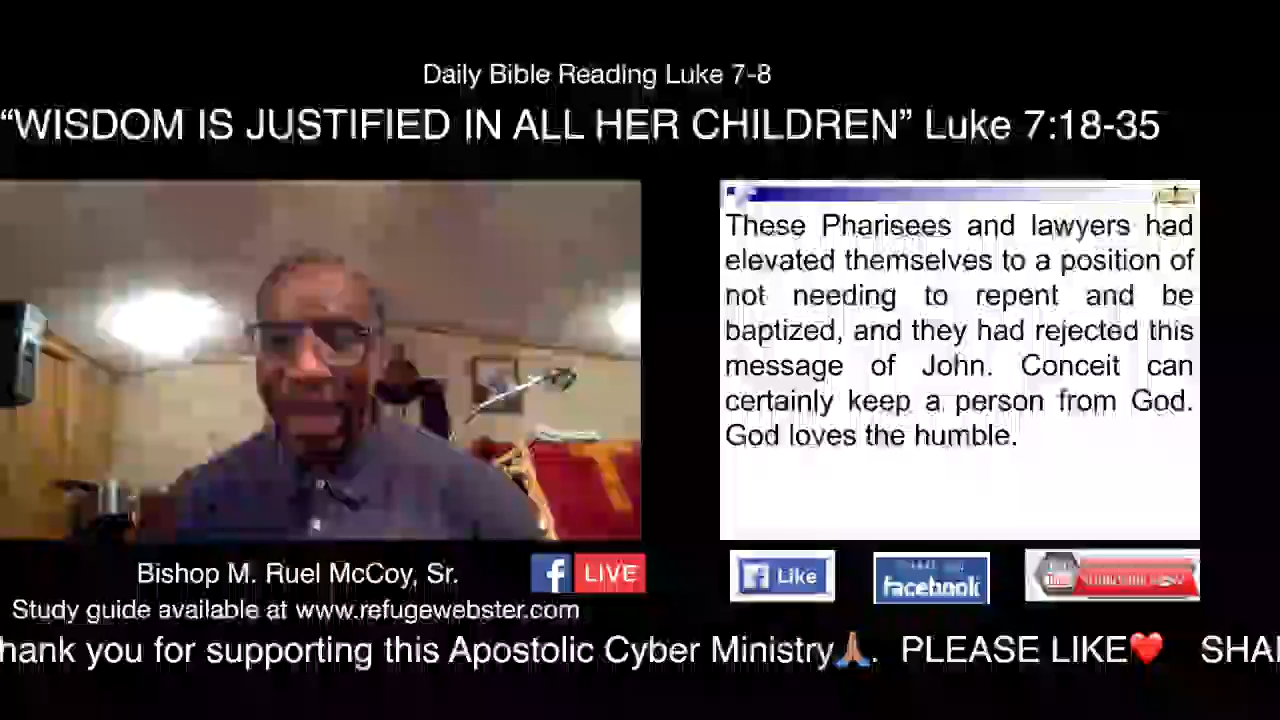 Daily Bible Reading Luke 7-8
“WISDOM IS JUSTIFIED IN ALL HER CHILDREN” Luke 7:18-35
These Pharisees and lawyers had
elevated themselves to a position of
not needing to repent and be
baptized, and they had rejected this
message of John. Conceit can
certainly keep a person from God.
God loves the humble.
Bishop M. Ruel McCoy, Sr.
f LIVE
f Like
facebook
Study guide available at www.refugewebster.com
hank you for supporting this Apostolic Cyber Ministry🙏🏽. PLEASE LIKE❤️ SHA